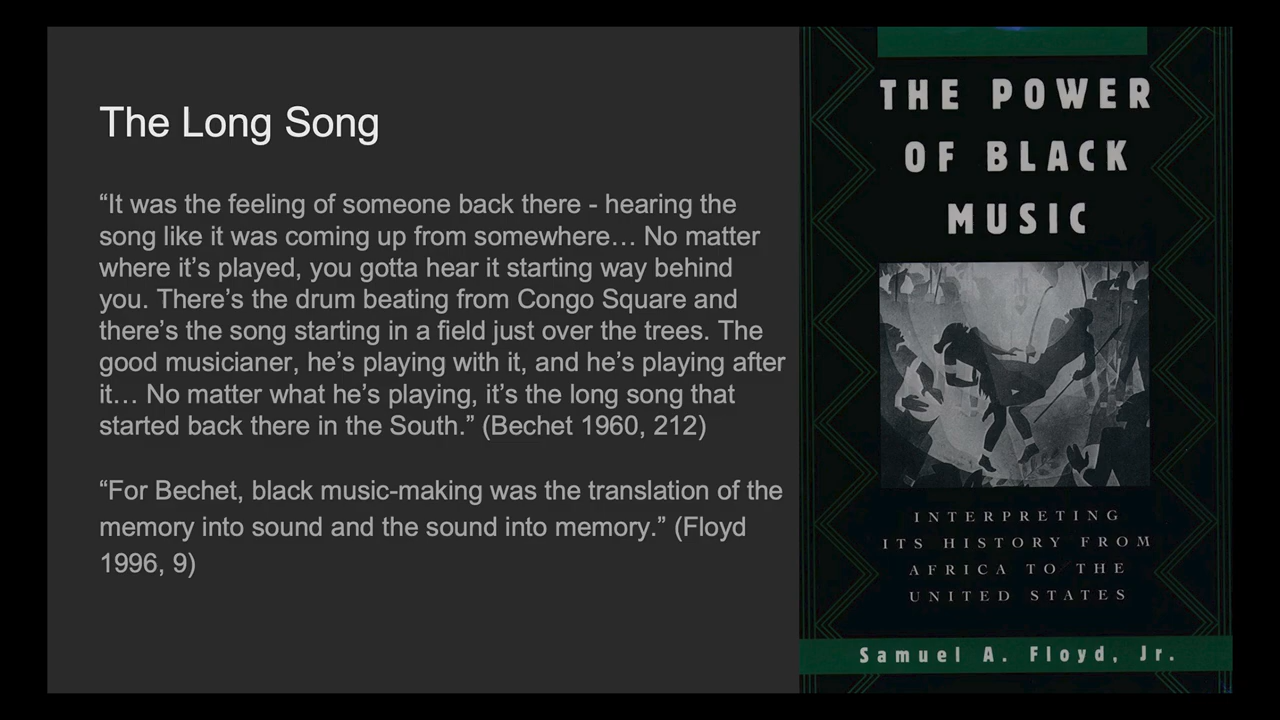 The Long Song
“It was the feeling of someone back there - hearing the
song like it was coming up from somewhere… No matter
where it’s played, you gotta hear it starting way behind
you. There’s the drum beating from Congo Square and
there’s the song starting in a field just over the trees. The
good musicianer, he’s playing with it, and he’s playing after
it… No matter what he’s playing, it’s the long song that
started back there in the South.” (Bechet 1960, 212)
“For Bechet, black music-making was the translation of the
memory into sound and the sound into memory.” (Floyd
1996, 9)
THE POWER
OF BLACK
MUSIC
INTERPRETING
ITS HISTORY FROM
AFRICA TO THE
UNITED STATES
Samuel A. Floyd, Jr.